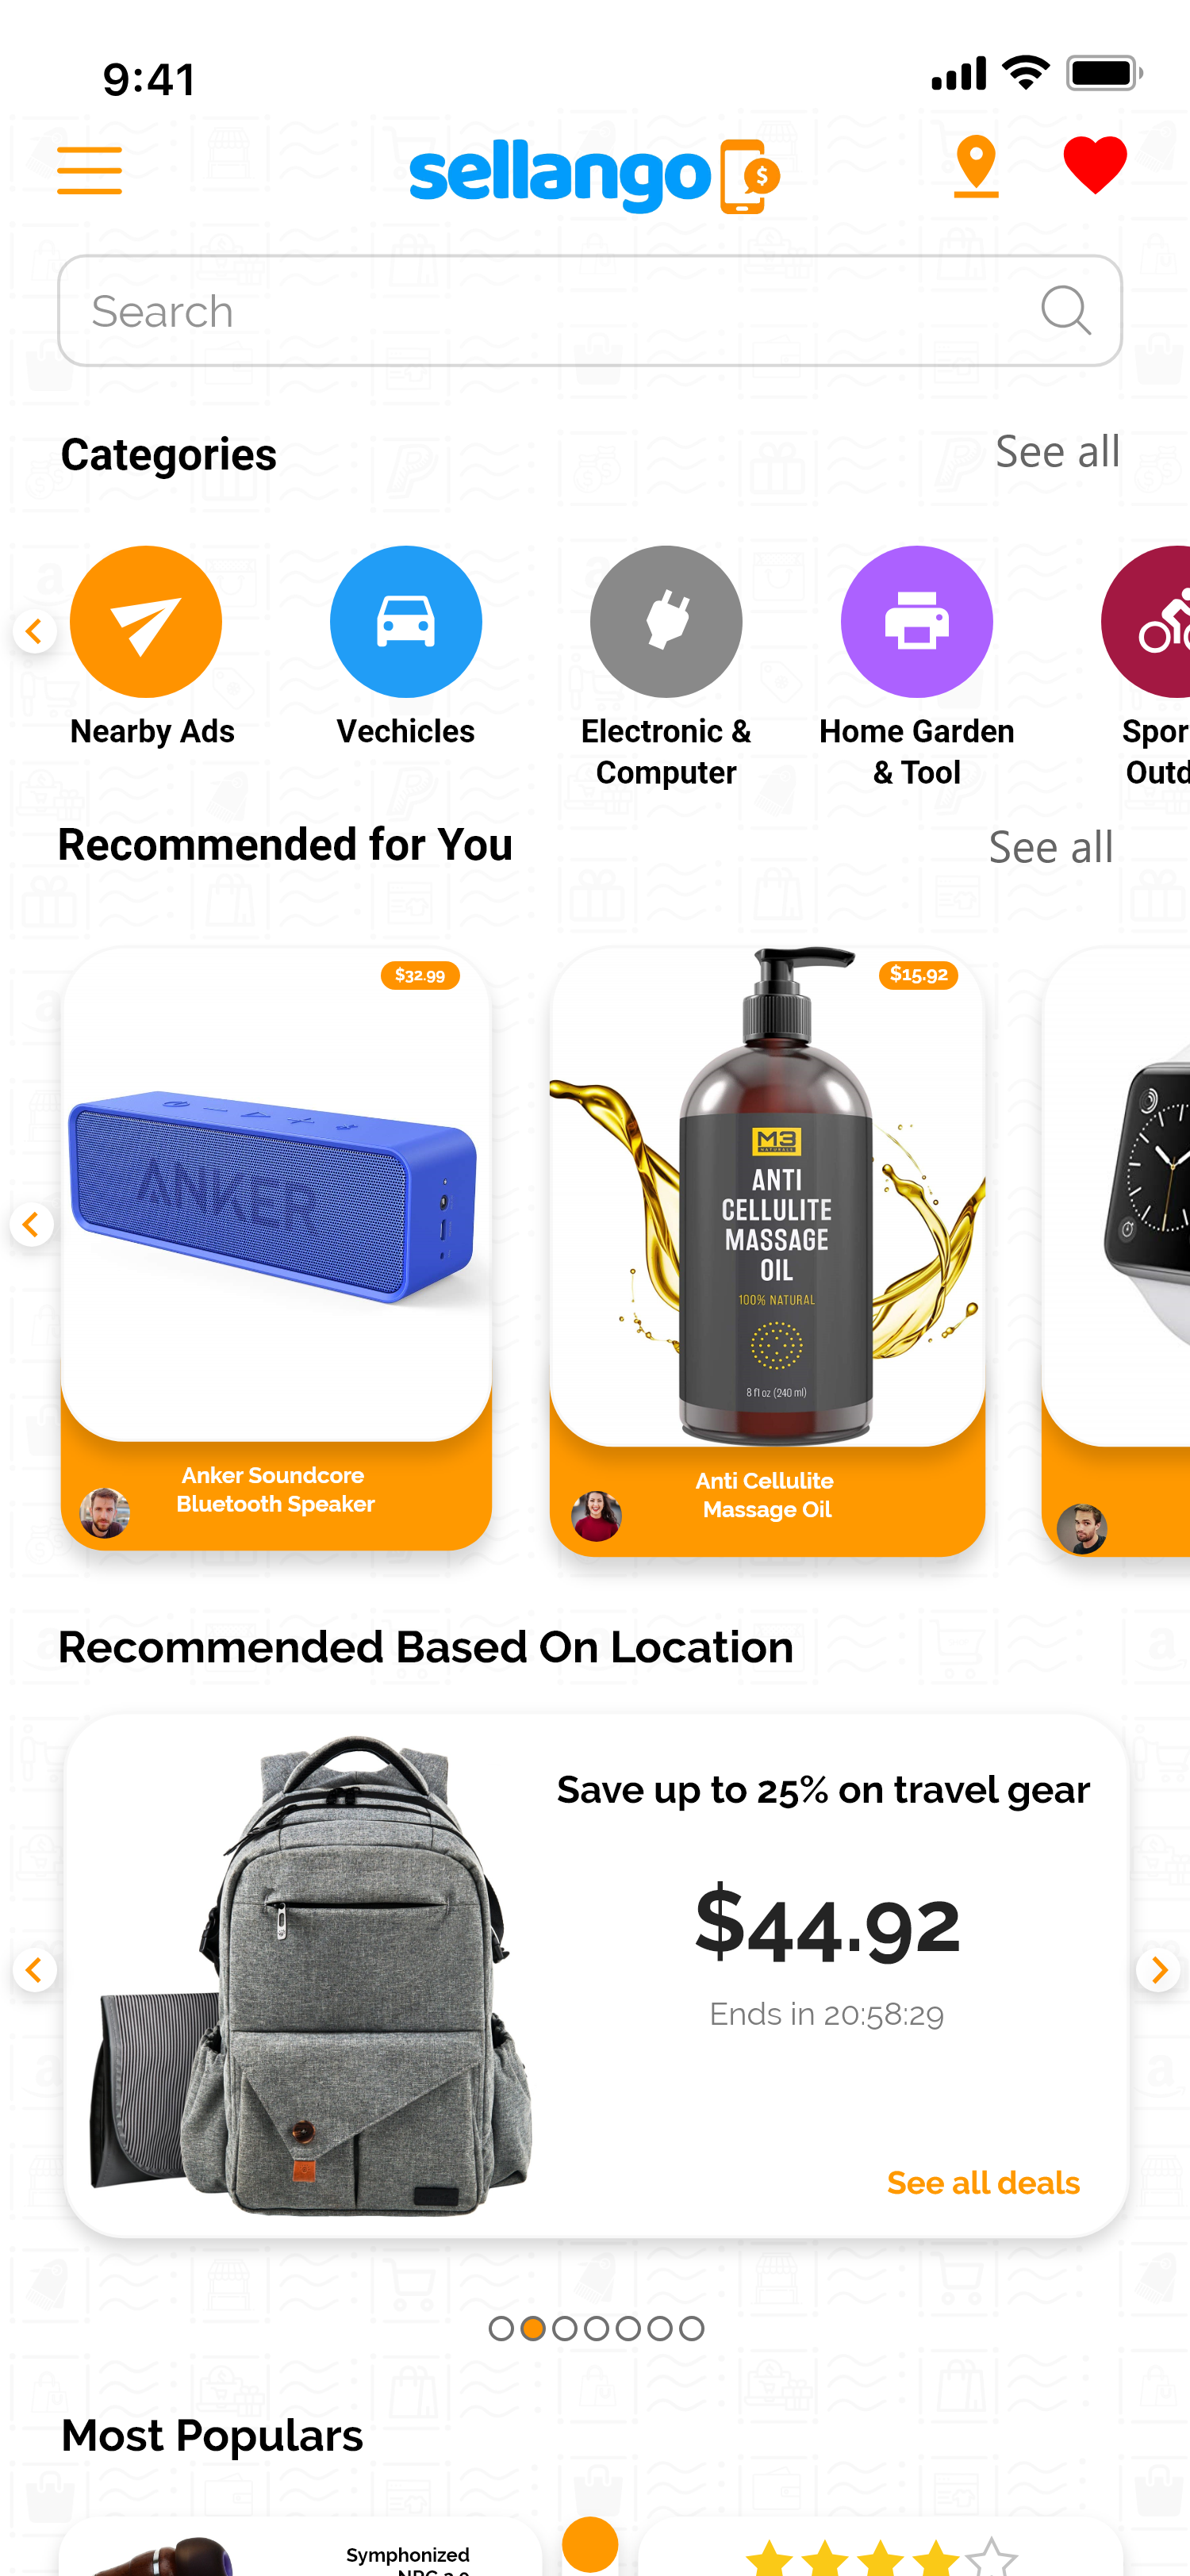 9:41
sellango
$
Search
Categories
See all
Nearby Ads
Vechicles
Electronic &
Computer
Home Garden
& Tool
Spor
Outd
Recommended for You
See all
$32.99
$15.92
ANKER
M3
NATURALS
ANTI
CELLULITE
MASSAGE
OIL
100% NATURAL
8 fl oz (240 ml)
Anker Soundcore
Bluetooth Speaker
Anti Cellulite
Massage Oil
Recommended Based On Location
Save up to 25% on travel gear
$44.92
Ends in 20:58:29
See all deals
Most Populars
Symphonized